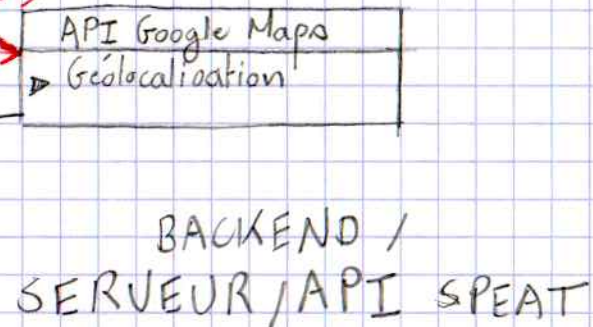 API Google Maps
Géolocalisation
BACKEND /
SERVEUR / API SPEAT